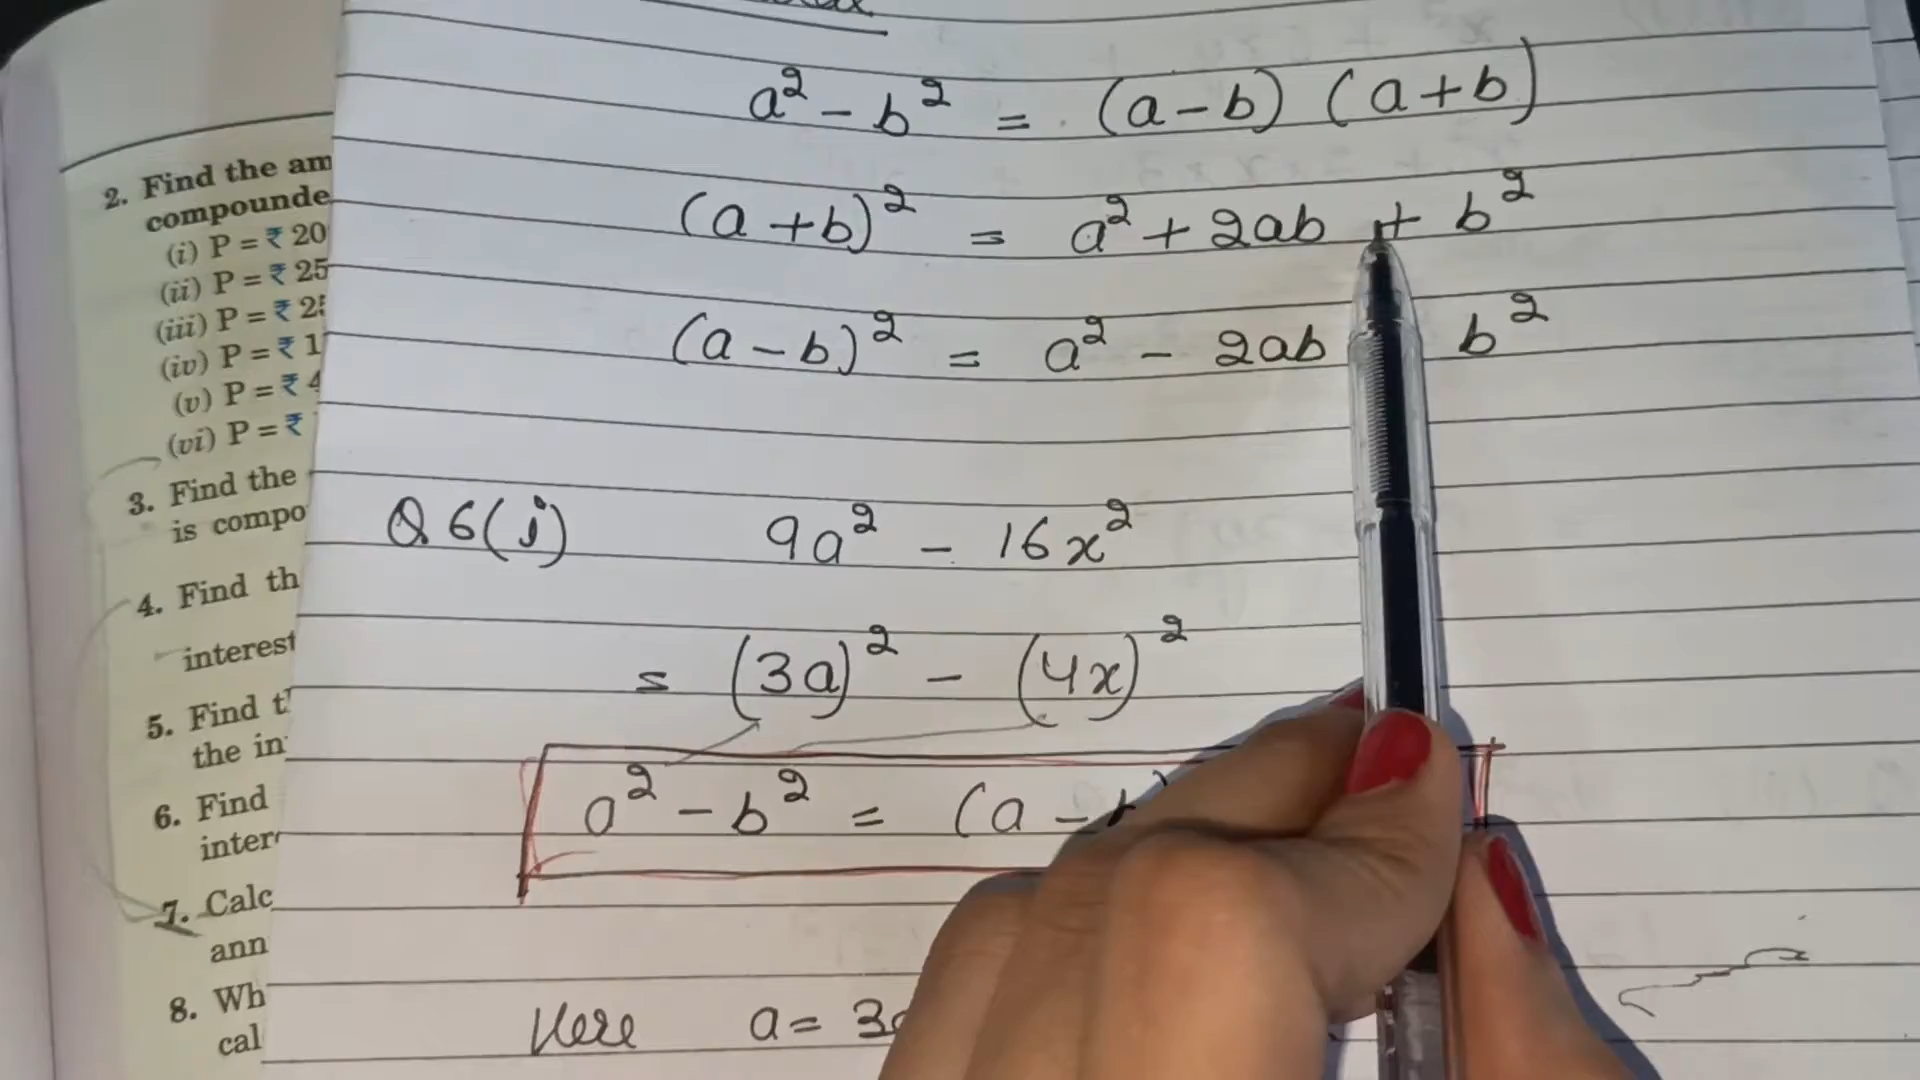 a² - b² = (a-b) (a+b)
(a+b)² = a² + 2ab + b²
(a-b)² = a² - 2ab b²
Q6(i) 9a² - 16x²
= (3a)² - (4x)²
a² - b² = (a -
Here a = 3
2. Find the am
compounde
(i) P = ₹ 20
(ii) P = ₹ 25
(iii) P = ₹ 2
(iv) P = ₹ 1
(v) P = ₹ 4
(vi) P = ₹
3. Find the
is compo
4. Find th
interest
5. Find t
the in
6. Find
inter
7. Calc
ann
8. Wh
cal